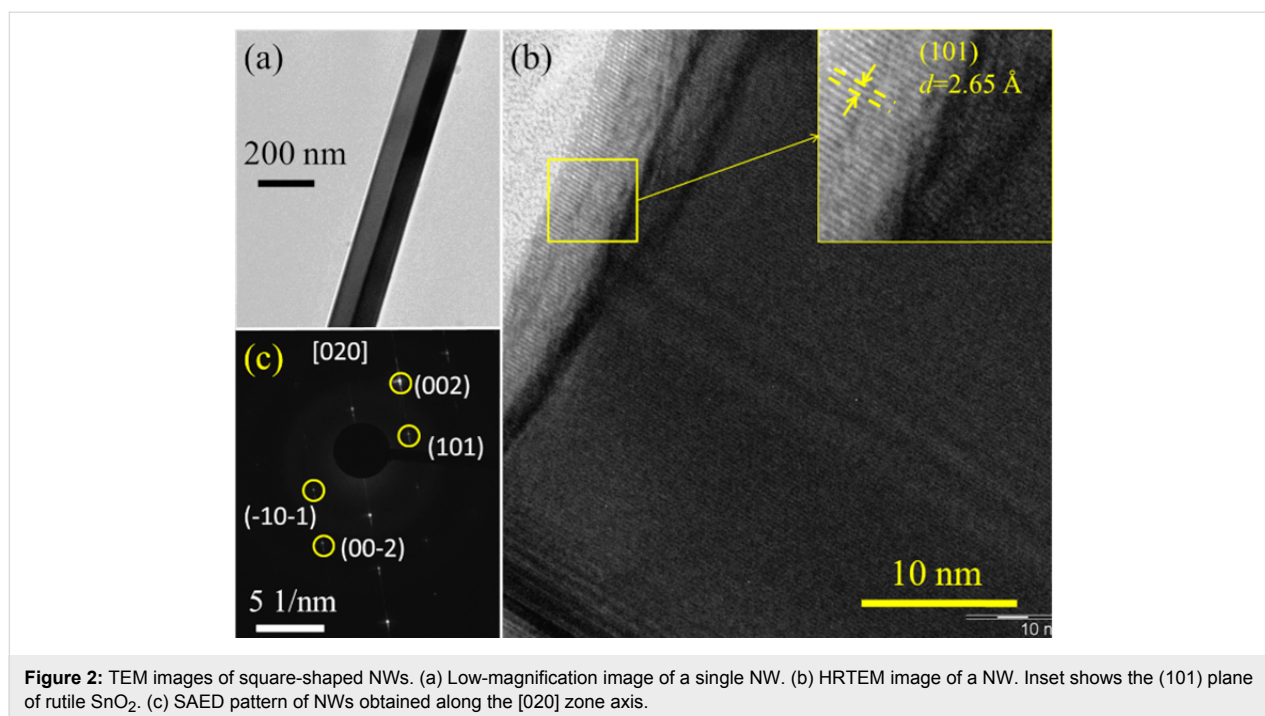 (a)
200 nm
(b)
(101)
d=2.65 Å
10 nm
(c)
[020]
(002)
(101)
(-10-1)
(00-2)
5 1/nm
Figure 2: TEM images of square-shaped NWs. (a) Low-magnification image of a single NW. (b) HRTEM image of a NW. Inset shows the (101) plane
of rutile SnO₂. (c) SAED pattern of NWs obtained along the [020] zone axis.